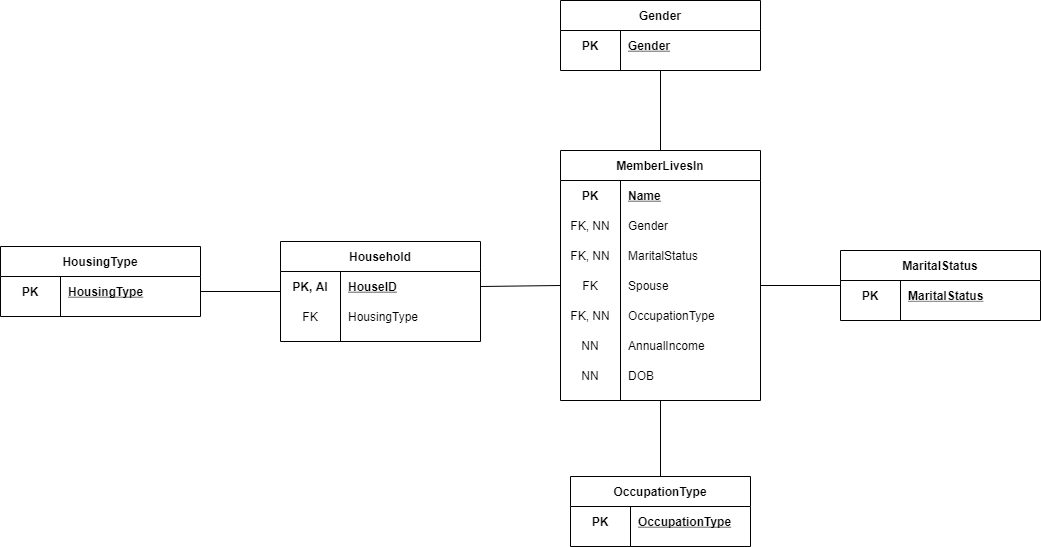 Gender
PK Gender
MemberLivesIn
PK Name
FK, NN Gender
FK, NN MaritalStatus
FK Spouse
FK, NN OccupationType
NN AnnualIncome
NN DOB
HousingType
PK HousingType
Household
PK, AI HouseID
FK HousingType
MaritalStatus
PK MaritalStatus
OccupationType
PK OccupationType